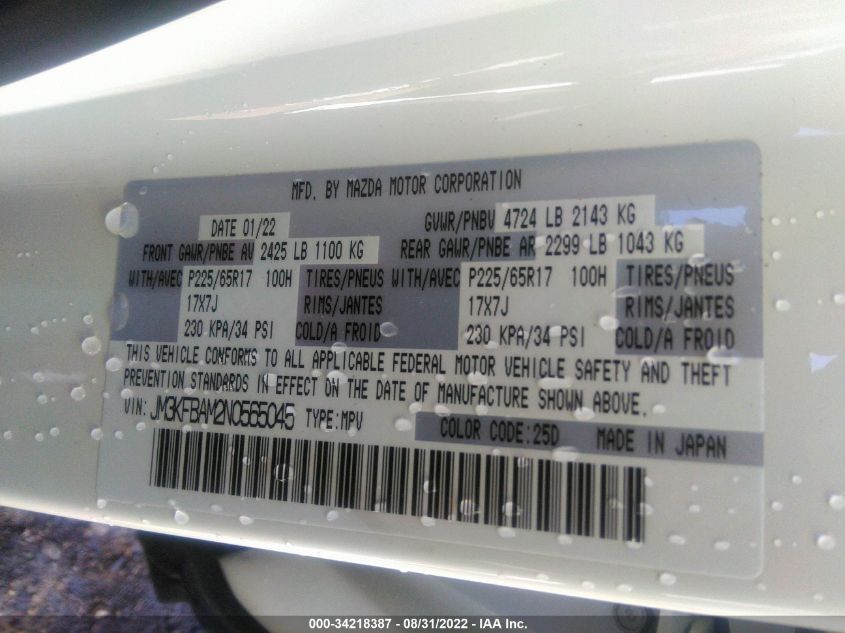 MFD. BY MAZDA MOTOR CORPORATION
DATE 01/22 GVWR/PNBV 4724 LB 2143 KG
FRONT GAWR/PNBE AV 2425 LB 1100 KG REAR GAWR/PNBE AR 2299 LB 1043 KG
WITH/AVEC P225/65R17 100H TIRES/PNEUS WITH/AVEC P225/65R17 100H TIRES/PNEUS
17X7J RIMS/JANTES 17X7J RIMS/JANTES
230 KPA/34 PSI COLD/A FROID 230 KPA/34 PSI COLD/A FROID
THIS VEHICLE CONFORMS TO ALL APPLICABLE FEDERAL MOTOR VEHICLE SAFETY AND THEFT
PREVENTION STANDARDS IN EFFECT ON THE DATE OF MANUFACTURE SHOWN ABOVE.
VIN: JM3KFBAM2N0565045 TYPE:MPV COLOR CODE:25D MADE IN JAPAN
000-34218387 - 08/31/2022 - IAA Inc.